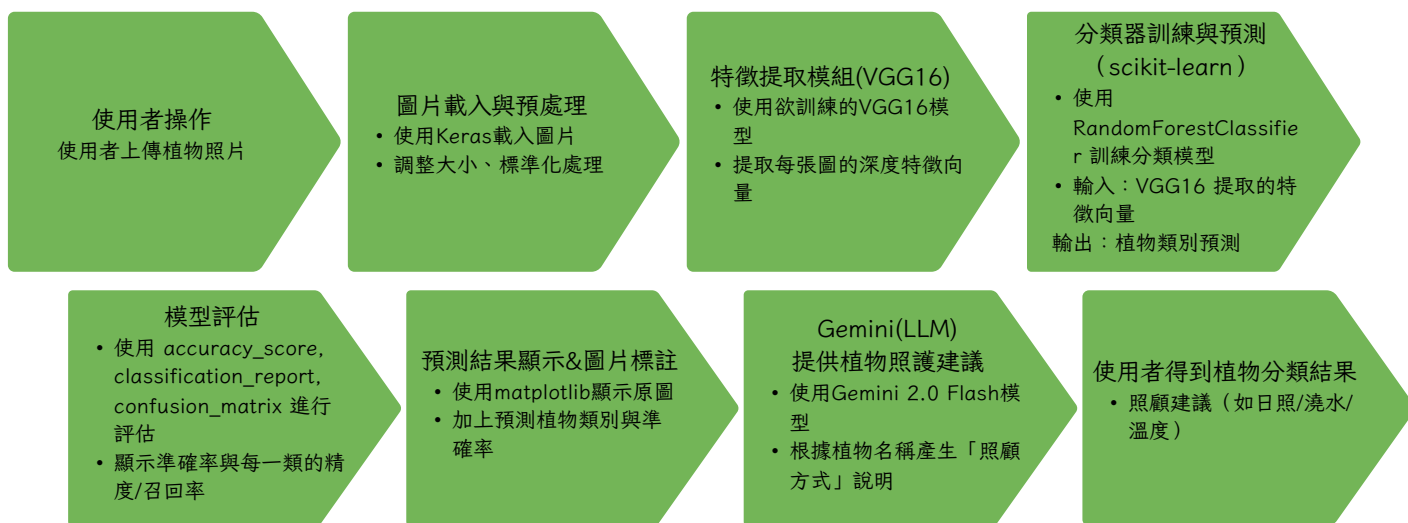 使用者操作
使用者上傳植物照片
圖片載入與預處理
• 使用Keras載入圖片
• 調整大小、標準化處理
特徵提取模組(VGG16)
• 使用欲訓練的VGG16模
型
• 提取每張圖的深度特徵向
量
分類器訓練與預測
（scikit-learn）
• 使用
RandomForestClassifie
r 訓練分類模型
• 輸入：VGG16 提取的特
徵向量
輸出：植物類別預測
模型評估
• 使用 accuracy_score,
classification_report,
confusion_matrix 進行
評估
• 顯示準確率與每一類的精
度/召回率
預測結果顯示&圖片標註
• 使用matplotlib顯示原圖
• 加上預測植物類別與準
確率
Gemini(LLM)
提供植物照護建議
• 使用Gemini 2.0 Flash模
型
• 根據植物名稱產生「照顧
方式」說明
使用者得到植物分類結果
• 照顧建議（如日照/澆水/
溫度）